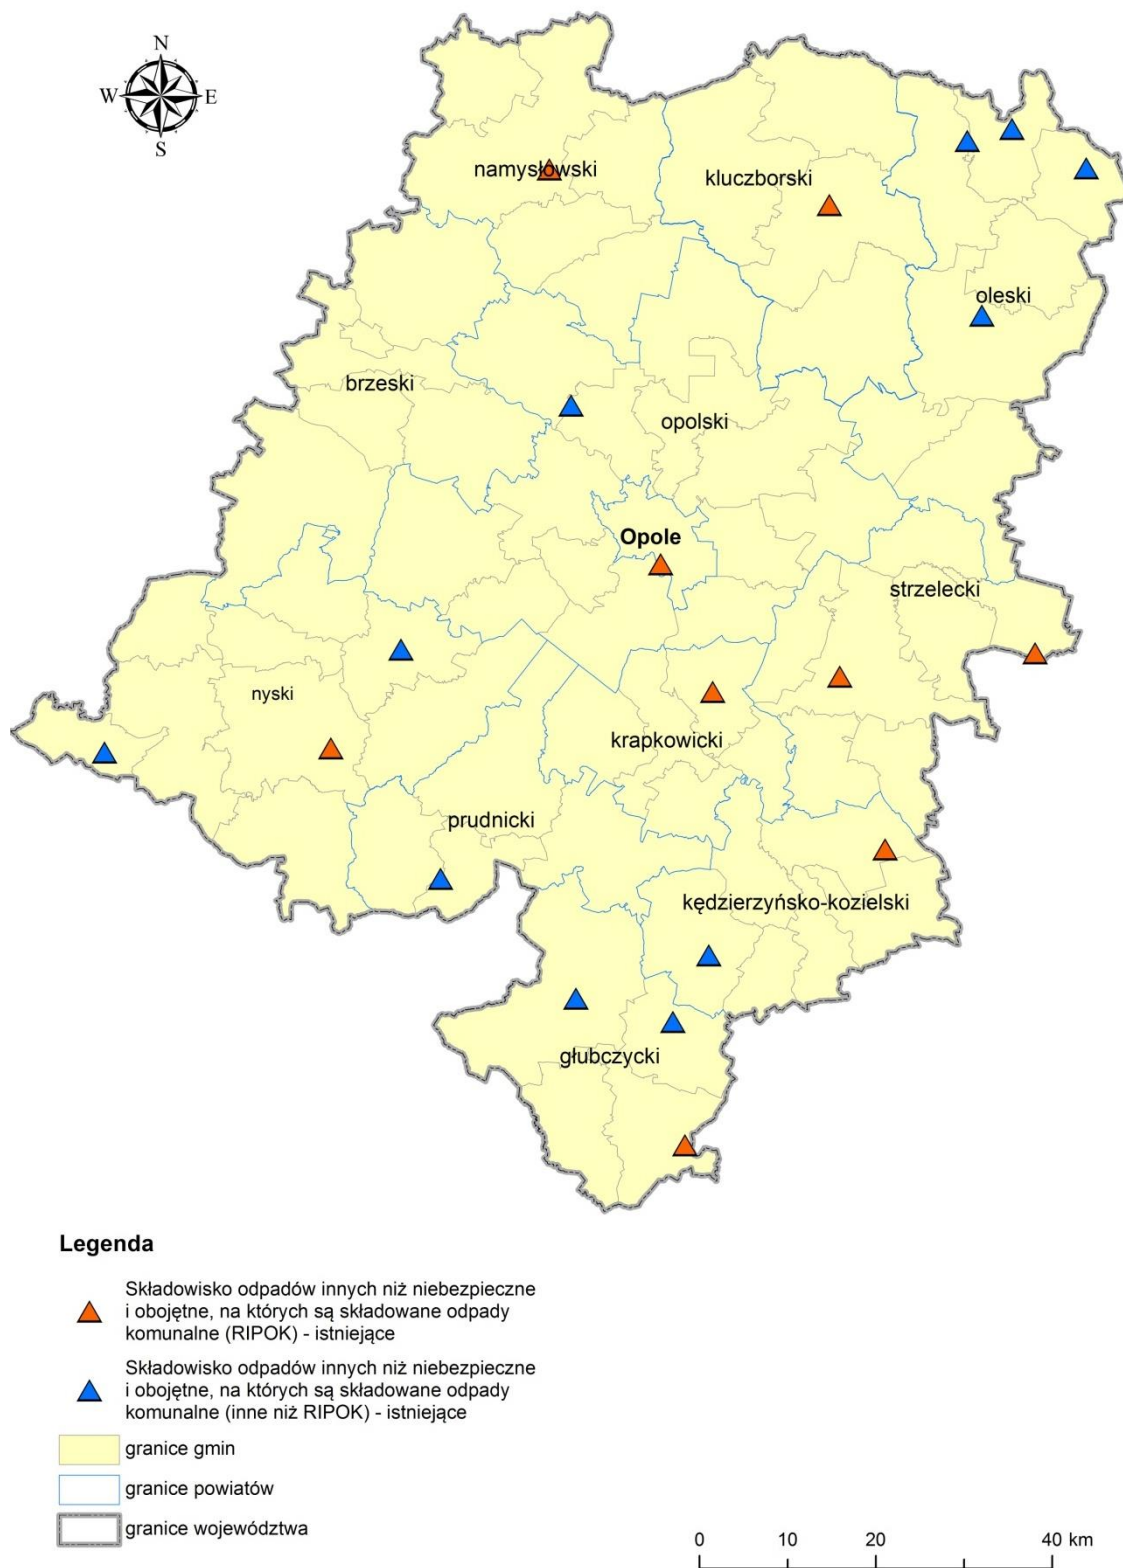 N
W E
S
namysłowski
kluczborski
oleski
brzeski
opolski
Opole
strzelecki
nyski
krapkowicki
prudnicki
kędzierzyńsko-kozielski
głubczycki
Legenda
Składowisko odpadów innych niż niebezpieczne
i obojętne, na których są składowane odpady
komunalne (RIPOK) - istniejące
Składowisko odpadów innych niż niebezpieczne
i obojętne, na których są składowane odpady
komunalne (inne niż RIPOK) - istniejące
granice gmin
granice powiatów
granice województwa
0 10 20 40 km